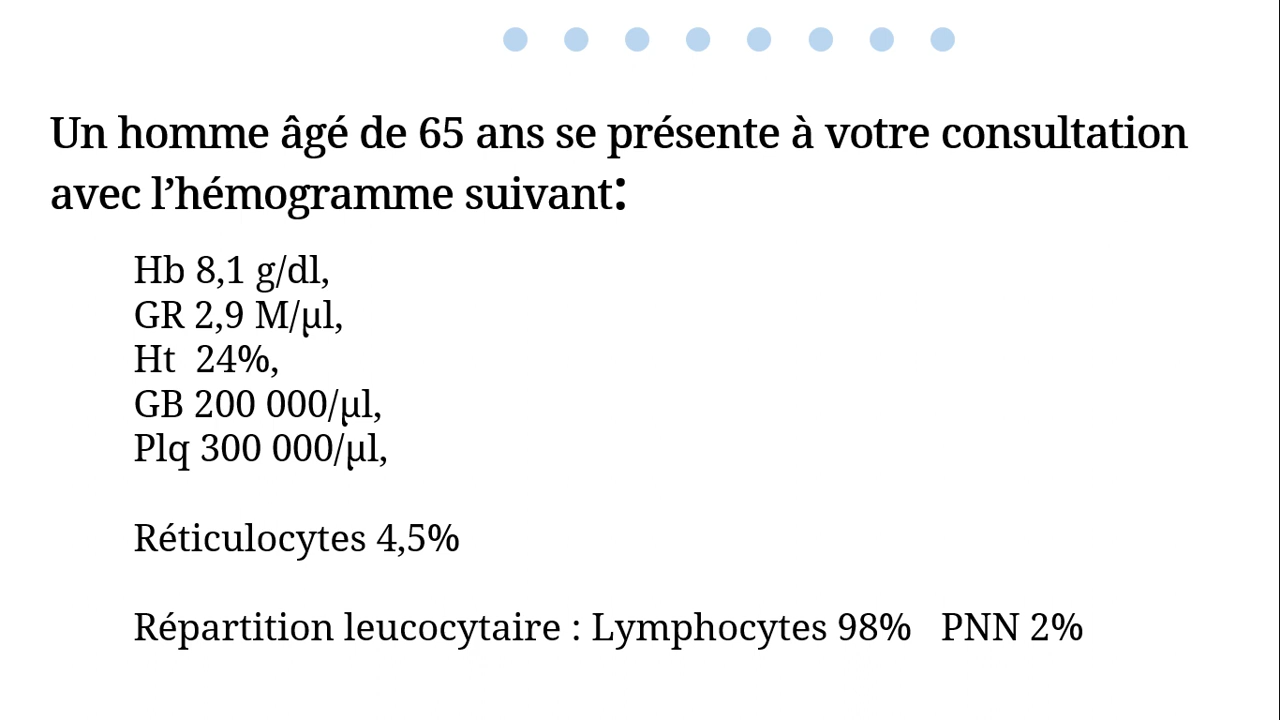 Un homme âgé de 65 ans se présente à votre consultation
avec l’hémogramme suivant:
Hb 8,1 g/dl,
GR 2,9 M/µl,
Ht 24%,
GB 200 000/µl,
Plq 300 000/µl,
Réticulocytes 4,5%
Répartition leucocytaire : Lymphocytes 98% PNN 2%